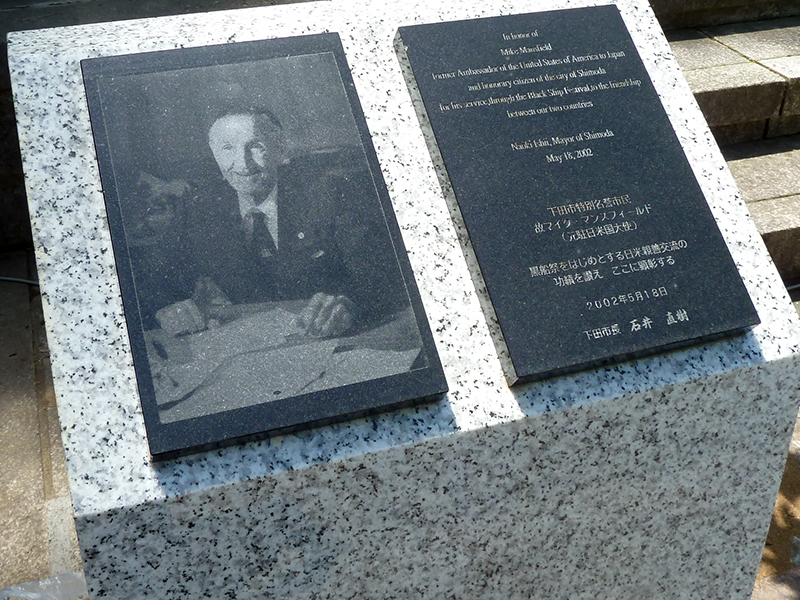 In honor of
Mike Mansfield
former Ambassador of the United States of America to Japan
and honorary citizen of the city of Shimoda
for his service, through the Black Ship Festival, to the friendship
between our two countries
Naoki Ishii, Mayor of Shimoda
May 18, 2002
下田市特別名誉市民
故マイク・マンスフィールド
（元駐日米国大使）
黒船祭をはじめとする日米親善交流の
功績を讃え ここに顕彰する
２００２年５月１８日
下田市長 石井 直樹